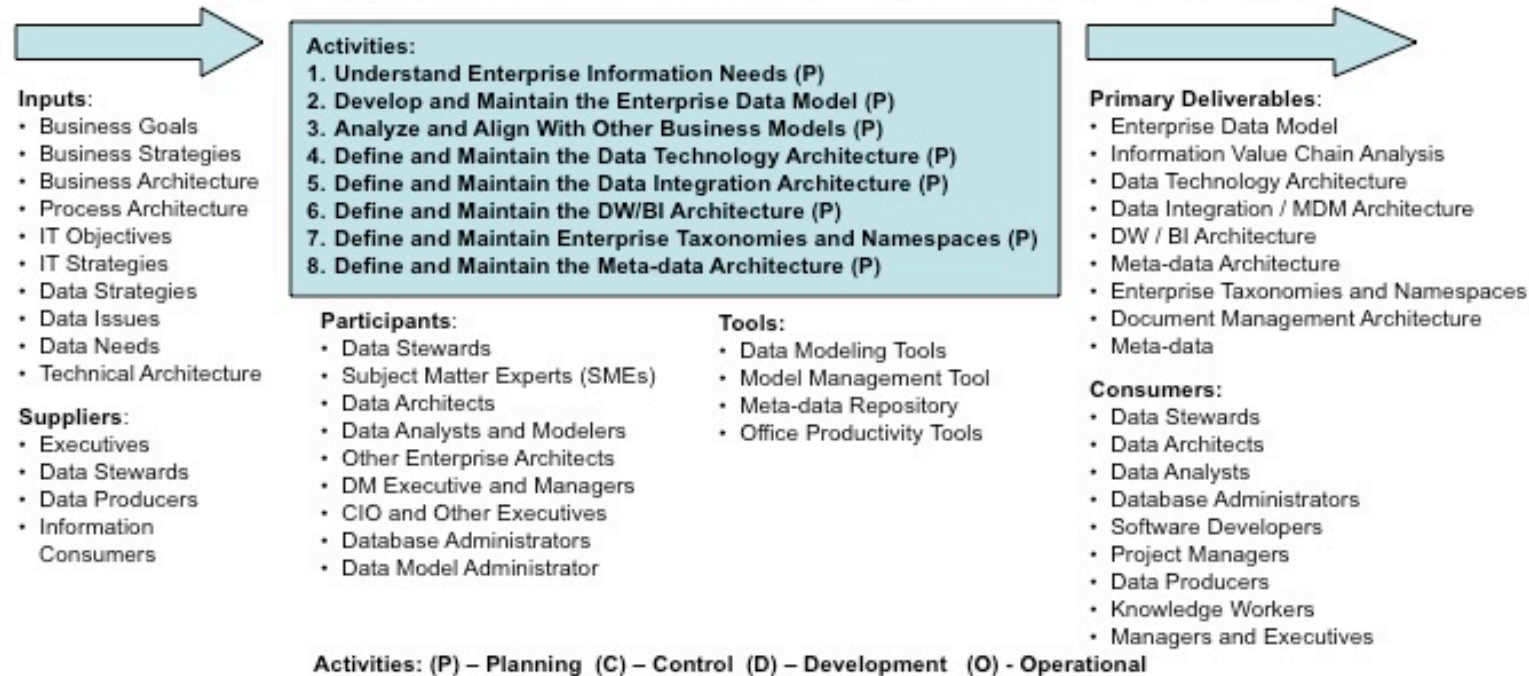 Inputs:
• Business Goals
• Business Strategies
• Business Architecture
• Process Architecture
• IT Objectives
• IT Strategies
• Data Strategies
• Data Issues
• Data Needs
• Technical Architecture
Suppliers:
• Executives
• Data Stewards
• Data Producers
• Information
Consumers
Activities:
1. Understand Enterprise Information Needs (P)
2. Develop and Maintain the Enterprise Data Model (P)
3. Analyze and Align With Other Business Models (P)
4. Define and Maintain the Data Technology Architecture (P)
5. Define and Maintain the Data Integration Architecture (P)
6. Define and Maintain the DW/BI Architecture (P)
7. Define and Maintain Enterprise Taxonomies and Namespaces (P)
8. Define and Maintain the Meta-data Architecture (P)
Participants:
• Data Stewards
• Subject Matter Experts (SMEs)
• Data Architects
• Data Analysts and Modelers
• Other Enterprise Architects
• DM Executive and Managers
• CIO and Other Executives
• Database Administrators
• Data Model Administrator
Tools:
• Data Modeling Tools
• Model Management Tool
• Meta-data Repository
• Office Productivity Tools
Primary Deliverables:
• Enterprise Data Model
• Information Value Chain Analysis
• Data Technology Architecture
• Data Integration / MDM Architecture
• DW / BI Architecture
• Meta-data Architecture
• Enterprise Taxonomies and Namespaces
• Document Management Architecture
• Meta-data
Consumers:
• Data Stewards
• Data Architects
• Data Analysts
• Database Administrators
• Software Developers
• Project Managers
• Data Producers
• Knowledge Workers
• Managers and Executives
Activities: (P) – Planning (C) – Control (D) – Development (O) - Operational